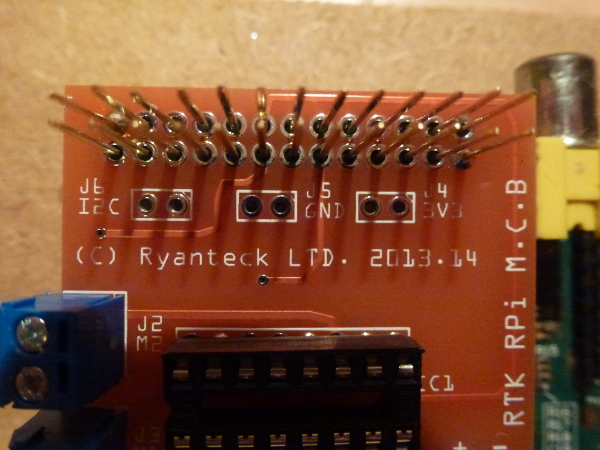 J6
I2C
J5
GND
J4
3V3
(C) Ryanteck LTD. 2013.14
J2
M2
IC1
RTK RPi M.C.B
+